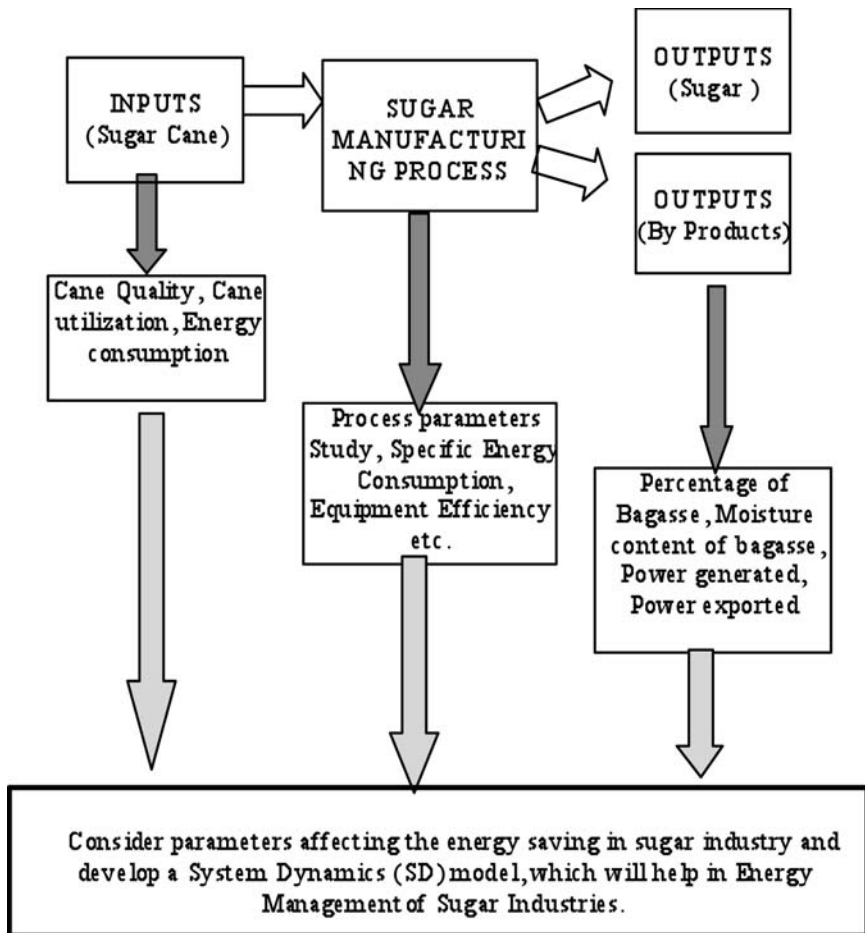 INPUTS
(Sugar Cane)
SUGAR
MANUFACTURI
NG PROCESS
OUTPUTS
(Sugar )
OUTPUTS
(By Products)
Cane Quality, Cane
utilization, Energy
consumption
Process parameters
Study, Specific Energy
Consumption,
Equipment Efficiency
etc.
Percentage of
Bagasse, Moisture
content of bagasse,
Power generated,
Power exported
Consider parameters affecting the energy saving in sugar industry and
develop a System Dynamics (SD) model, which will help in Energy
Management of Sugar Industries.